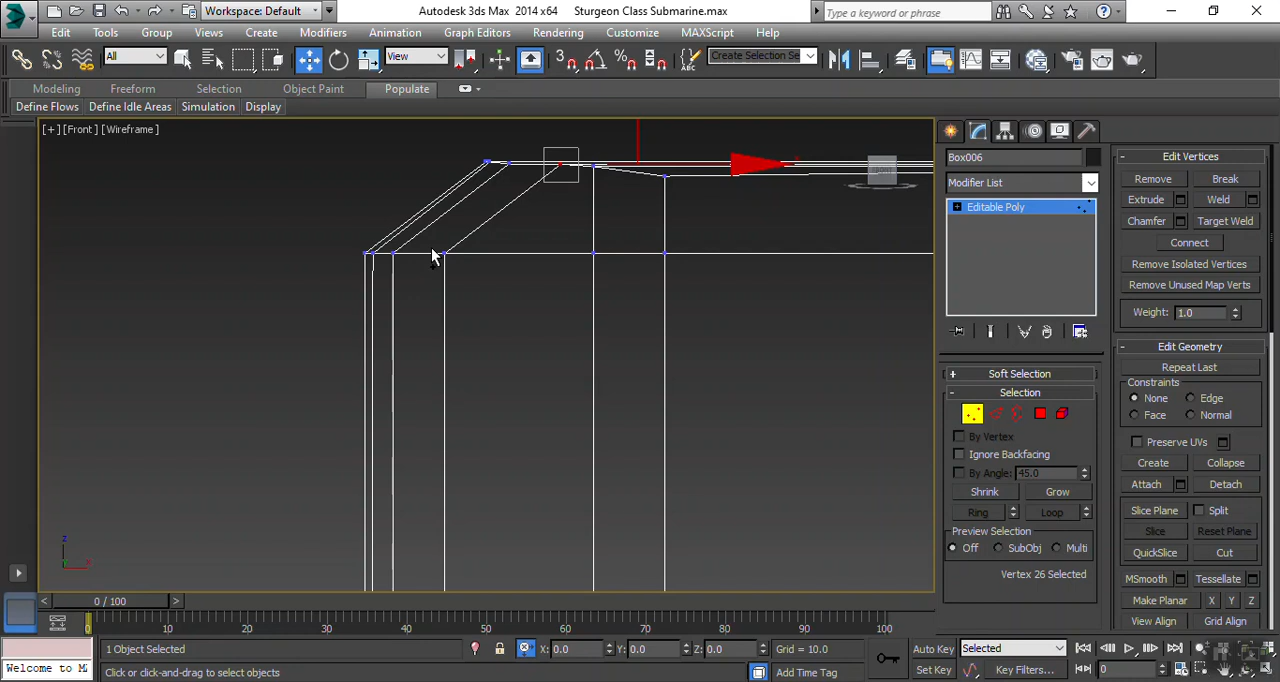 Workspace: Default
Autodesk 3ds Max 2014 x64
Sturgeon Class Submarine.max
Type a keyword or phrase
Edit
Tools
Group
Views
Create
Modifiers
Animation
Graph Editors
Rendering
Customize
MAXScript
Help
All
View
3
Create Selection Se
Modeling
Freeform
Selection
Object Paint
Populate
Define Flows
Define Idle Areas
Simulation
Display
[+] [Front] [Wireframe]
Box006
Modifier List
Editable Poly
Soft Selection
Selection
By Vertex
Ignore Backfacing
By Angle: 45.0
Shrink
Grow
Ring
Loop
Preview Selection
Off
SubObj
Multi
Vertex 26 Selected
Edit Vertices
Remove
Break
Extrude
Weld
Chamfer
Target Weld
Connect
Remove Isolated Vertices
Remove Unused Map Verts
Weight: 1.0
Edit Geometry
Repeat Last
Constraints
None
Edge
Face
Normal
Preserve UVs
Create
Collapse
Attach
Detach
Slice Plane
Split
Slice
Reset Plane
QuickSlice
Cut
MSmooth
Tessellate
Make Planar
X
Y
Z
View Align
Grid Align
z
x
0 / 100
0
10
20
30
40
50
60
70
80
90
100
Welcome to M
1 Object Selected
X: 0.0
Y: 0.0
Z: 0.0
Grid = 10.0
Click or click-and-drag to select objects
Add Time Tag
Auto Key
Selected
Set Key
Key Filters...
0